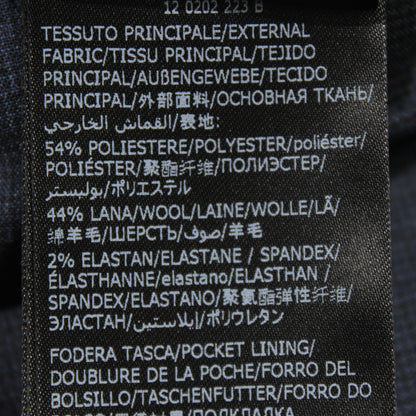 12 0202 223 B
TESSUTO PRINCIPALE/EXTERNAL
FABRIC/TISSU PRINCIPAL/TEJIDO
PRINCIPAL/AUßENGEWEBE/TECIDO
PRINCIPAL/外部面料/ОСНОВНАЯ ТКАНЬ/
القماش الخارجي/表地:
54% POLIESTERE/POLYESTER/poliéster/
POLIÉSTER/聚酯纤维/ПОЛИЭСТЕР/
بوليستر/ポリエステル
44% LANA/WOOL/LAINE/WOLLE/LÃ/
绵羊毛/ШЕРСТЬ/صوف/羊毛
2% ELASTAN/ELASTANE / SPANDEX/
ÉLASTHANNE/elastano/ELASTHAN /
SPANDEX/ELASTANO/聚氨酯弹性纤维/
ЭЛАСТАН/إيلاستين/ポリウレタン
FODERA TASCA/POCKET LINING/
DOUBLURE DE LA POCHE/FORRO DEL
BOLSILLO/TASCHENFUTTER/FORRO DO